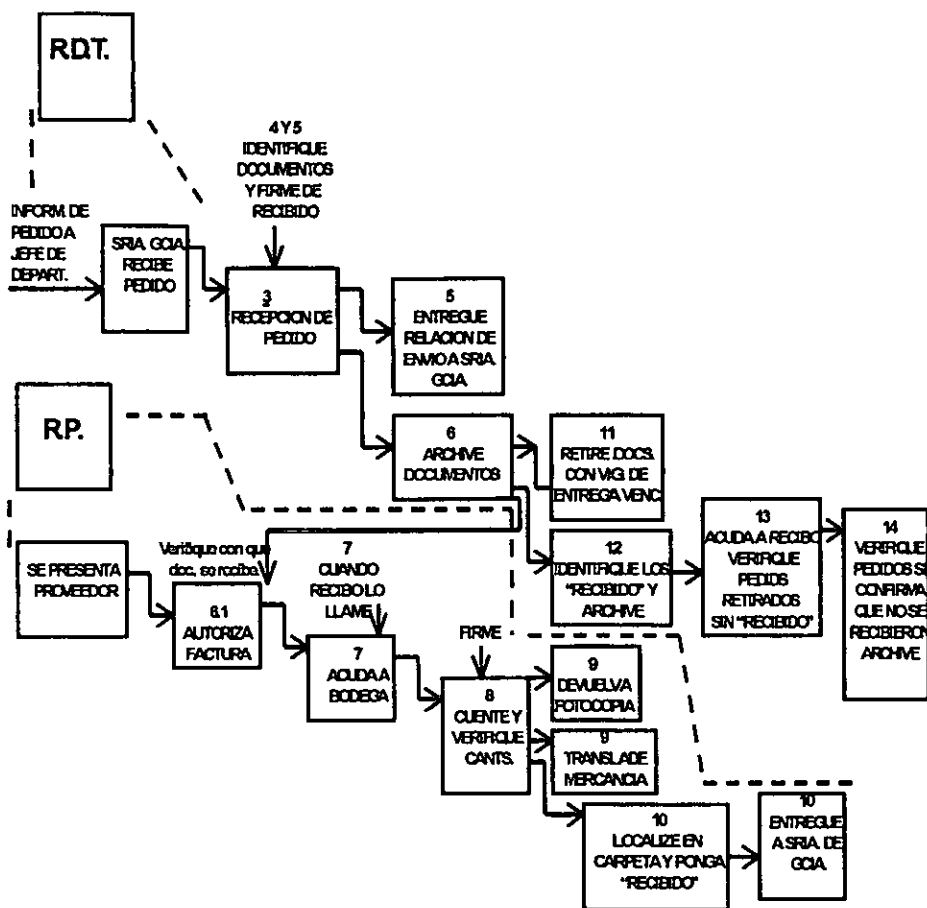 R.D.T.
4 Y 5
IDENTIFIQUE
DOCUMENTOS
Y FIRME DE
RECIBIDO
INFORM. DE
PEDIDO A
JEFE DE
DEPART.
SRIA. GCIA.
RECIBE
PEDIDO
3
RECEPCION DE
PEDIDO
5
ENTREGUE
RELACION DE
ENVIO A SRIA.
GCIA.
R.P.
6
ARCHIVE
DOCUMENTOS
11
RETIRE DOCS.
CON VIG. DE
ENTREGA VENC.
12
IDENTIFIQUE LOS
"RECIBIDO" Y
ARCHIVE
13
ACUDA A RECIBO
VERIFIQUE
PEDIDOS
RETIRADOS
SIN "RECIBIDO"
14
VERIFIQUE
PEDIDOS SI
CONFIRMA
QUE NO SE
RECIBIERON
ARCHIVE
SE PRESENTA
PROVEEDOR
Verifique con que
doc. se recibe
6.1
AUTORIZA
FACTURA
7
CUANDO
RECIBO LO
LLAME
7
ACUDA A
BODEGA
FIRME
8
CUENTE Y
VERIFIQUE
CANTS.
9
DEVUELVA
FOTOCOPIA
9
TRANSLADE
MERCANCIA
10
LOCALIZE EN
CARPETA Y PONGA
"RECIBIDO"
10
ENTREGUE
A SRIA. DE
GCIA.